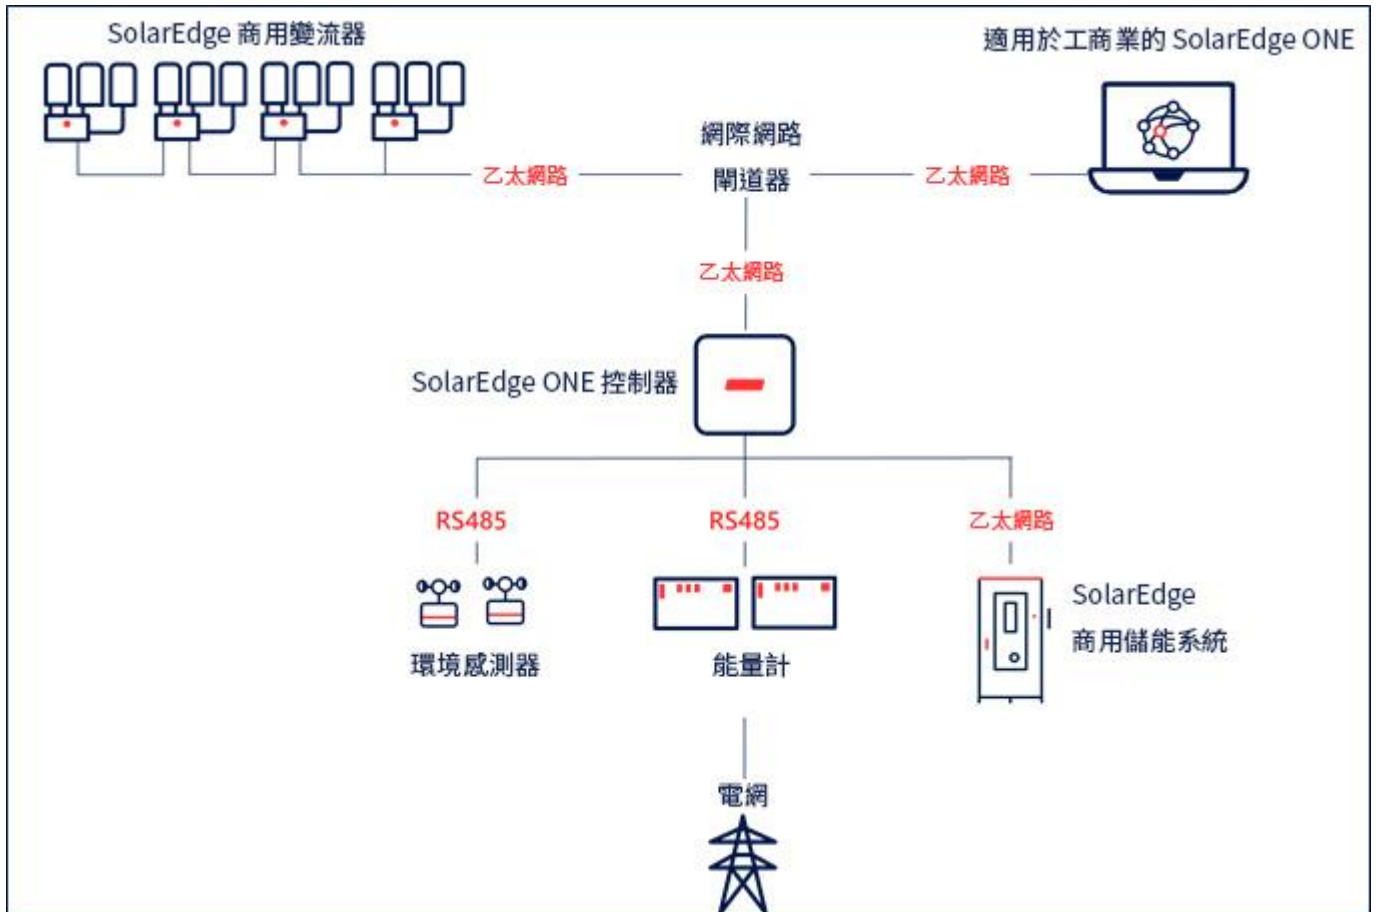 SolarEdge 商用變流器
適用於工商業的 SolarEdge ONE
網際網路
閘道器
乙太網路
乙太網路
乙太網路
SolarEdge ONE 控制器
RS485
RS485
乙太網路
環境感測器
能量計
SolarEdge
商用儲能系統
電網